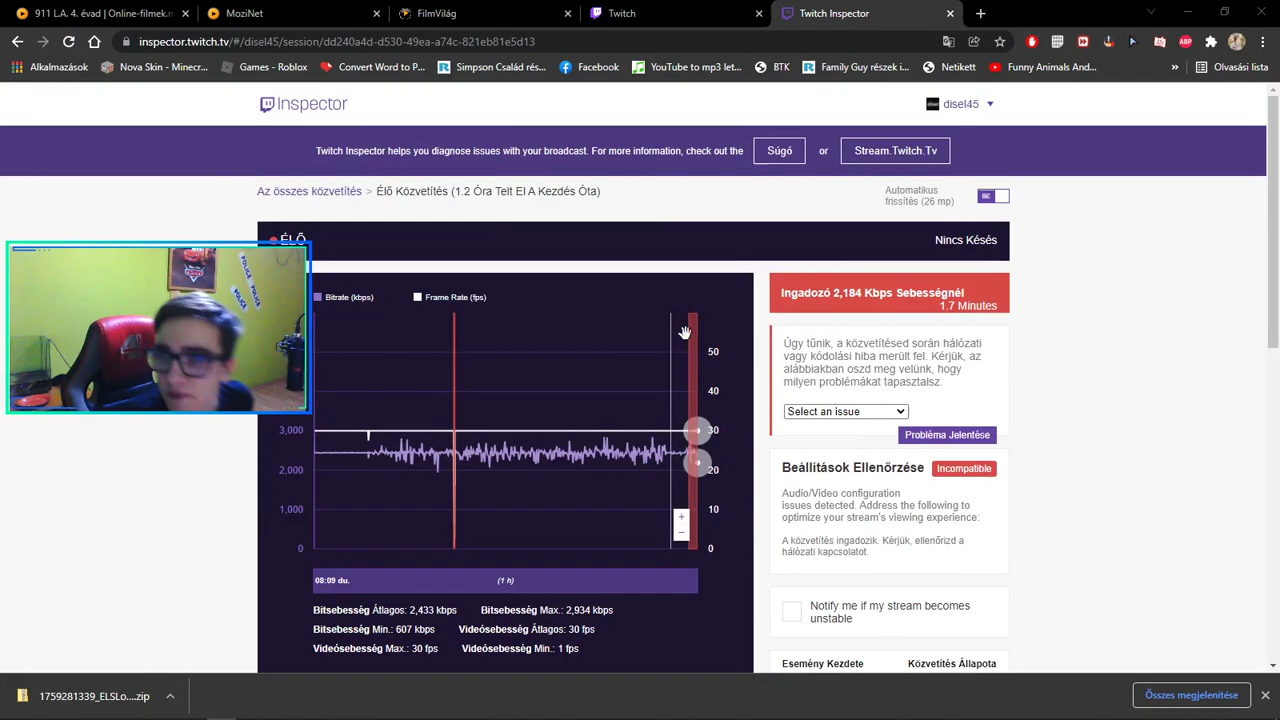 911 L.A. 4. évad | Online-filmek.m
MoziNet
FilmVilág
Twitch
Twitch Inspector
inspector.twitch.tv/#/disel45/session/dd240a4d-d530-49ea-a74c-821eb81e5d13
Alkalmazások
Nova Skin - Minecr...
Games - Roblox
Convert Word to P...
Simpson Család rés...
Facebook
YouTube to mp3 let...
BTK
Family Guy részek i...
Netikett
Funny Animals And...
»
Olvasási lista
Inspector
disel45
Twitch Inspector helps you diagnose issues with your broadcast. For more information, check out the
Súgó
or
Stream.Twitch.Tv
Az összes közvetítés > Élő Közvetítés (1.2 Óra Telt El A Kezdés Óta)
Automatikus
frissítés (26 mp)
BE
ÉLŐ
Nincs Késés
Bitrate (kbps)
Frame Rate (fps)
50
40
3,000
30
2,000
20
1,000
10
0
0
+
−
08:09 du.
(1 h)
Bitsebesség Átlagos: 2,433 kbps
Bitsebesség Max.: 2,934 kbps
Bitsebesség Min.: 607 kbps
Videósebesség Átlagos: 30 fps
Videósebesség Max.: 30 fps
Videósebesség Min.: 1 fps
Ingadozó 2,184 Kbps Sebességnél
1.7 Minutes
Úgy tűnik, a közvetítésed során hálózati
vagy kódolási hiba merült fel. Kérjük, az
alábbiakban oszd meg velünk, hogy
milyen problémákat tapasztalsz.
Select an issue
Probléma Jelentése
Beállítások Ellenőrzése
Incompatible
Audio/Video configuration
issues detected. Address the following to
optimize your stream's viewing experience:
A közvetítés ingadozik. Kérjük, ellenőrizd a
hálózati kapcsolatot.
Notify me if my stream becomes
unstable
Esemény Kezdete
Közvetítés Állapota
POLICE
POLICE
1759281339_ELSLo....zip
Összes megjelenítése